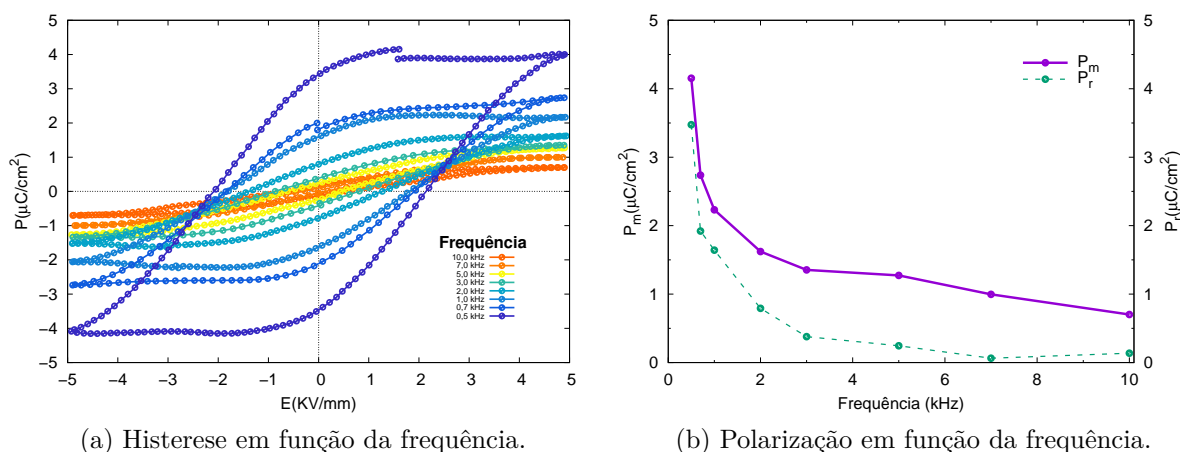 5
4
3
2
1
0
−1
−2
−3
−4
−5
P(μC/cm²)
−5 −4 −3 −2 −1 0 1 2 3 4 5
E(KV/mm)
Frequência
10,0 kHz
7,0 kHz
5,0 kHz
3,0 kHz
2,0 kHz
1,0 kHz
0,7 kHz
0,5 kHz
(a) Histerese em função da frequência.
5
4
3
2
1
0
P_m(μC/cm²)
P_m
P_r
5
4
3
2
1
0
P_r(μC/cm²)
0 2 4 6 8 10
Frequência (kHz)
(b) Polarização em função da frequência.